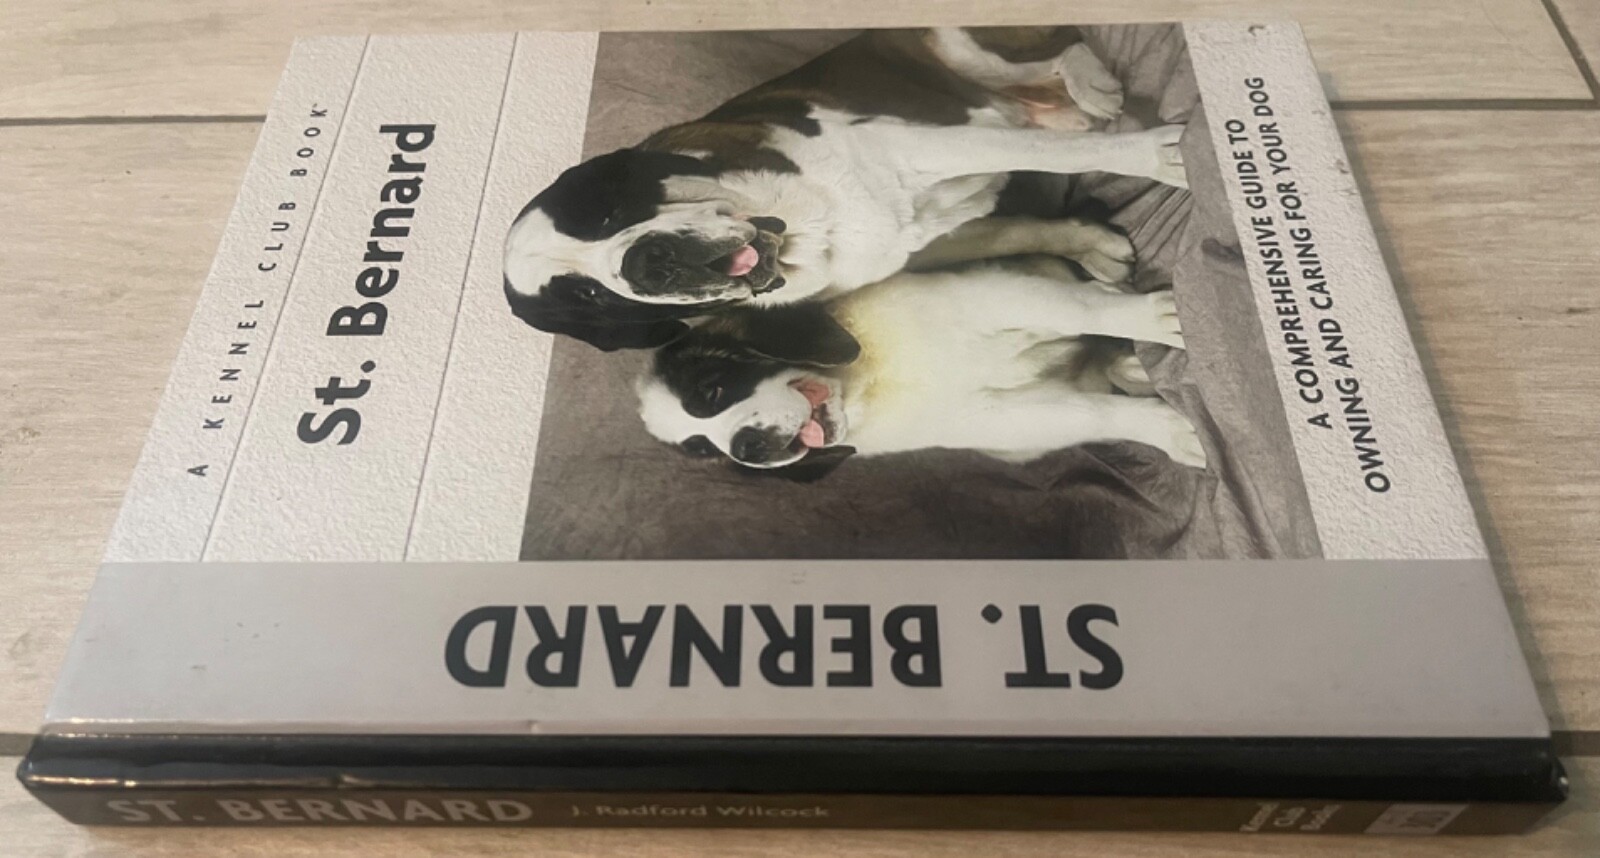 A KENNEL CLUB BOOK™
St. Bernard
A COMPREHENSIVE GUIDE TO
OWNING AND CARING FOR YOUR DOG
ST. BERNARD
ST. BERNARD J. Radford Wilcock
Kennel
Club
Books